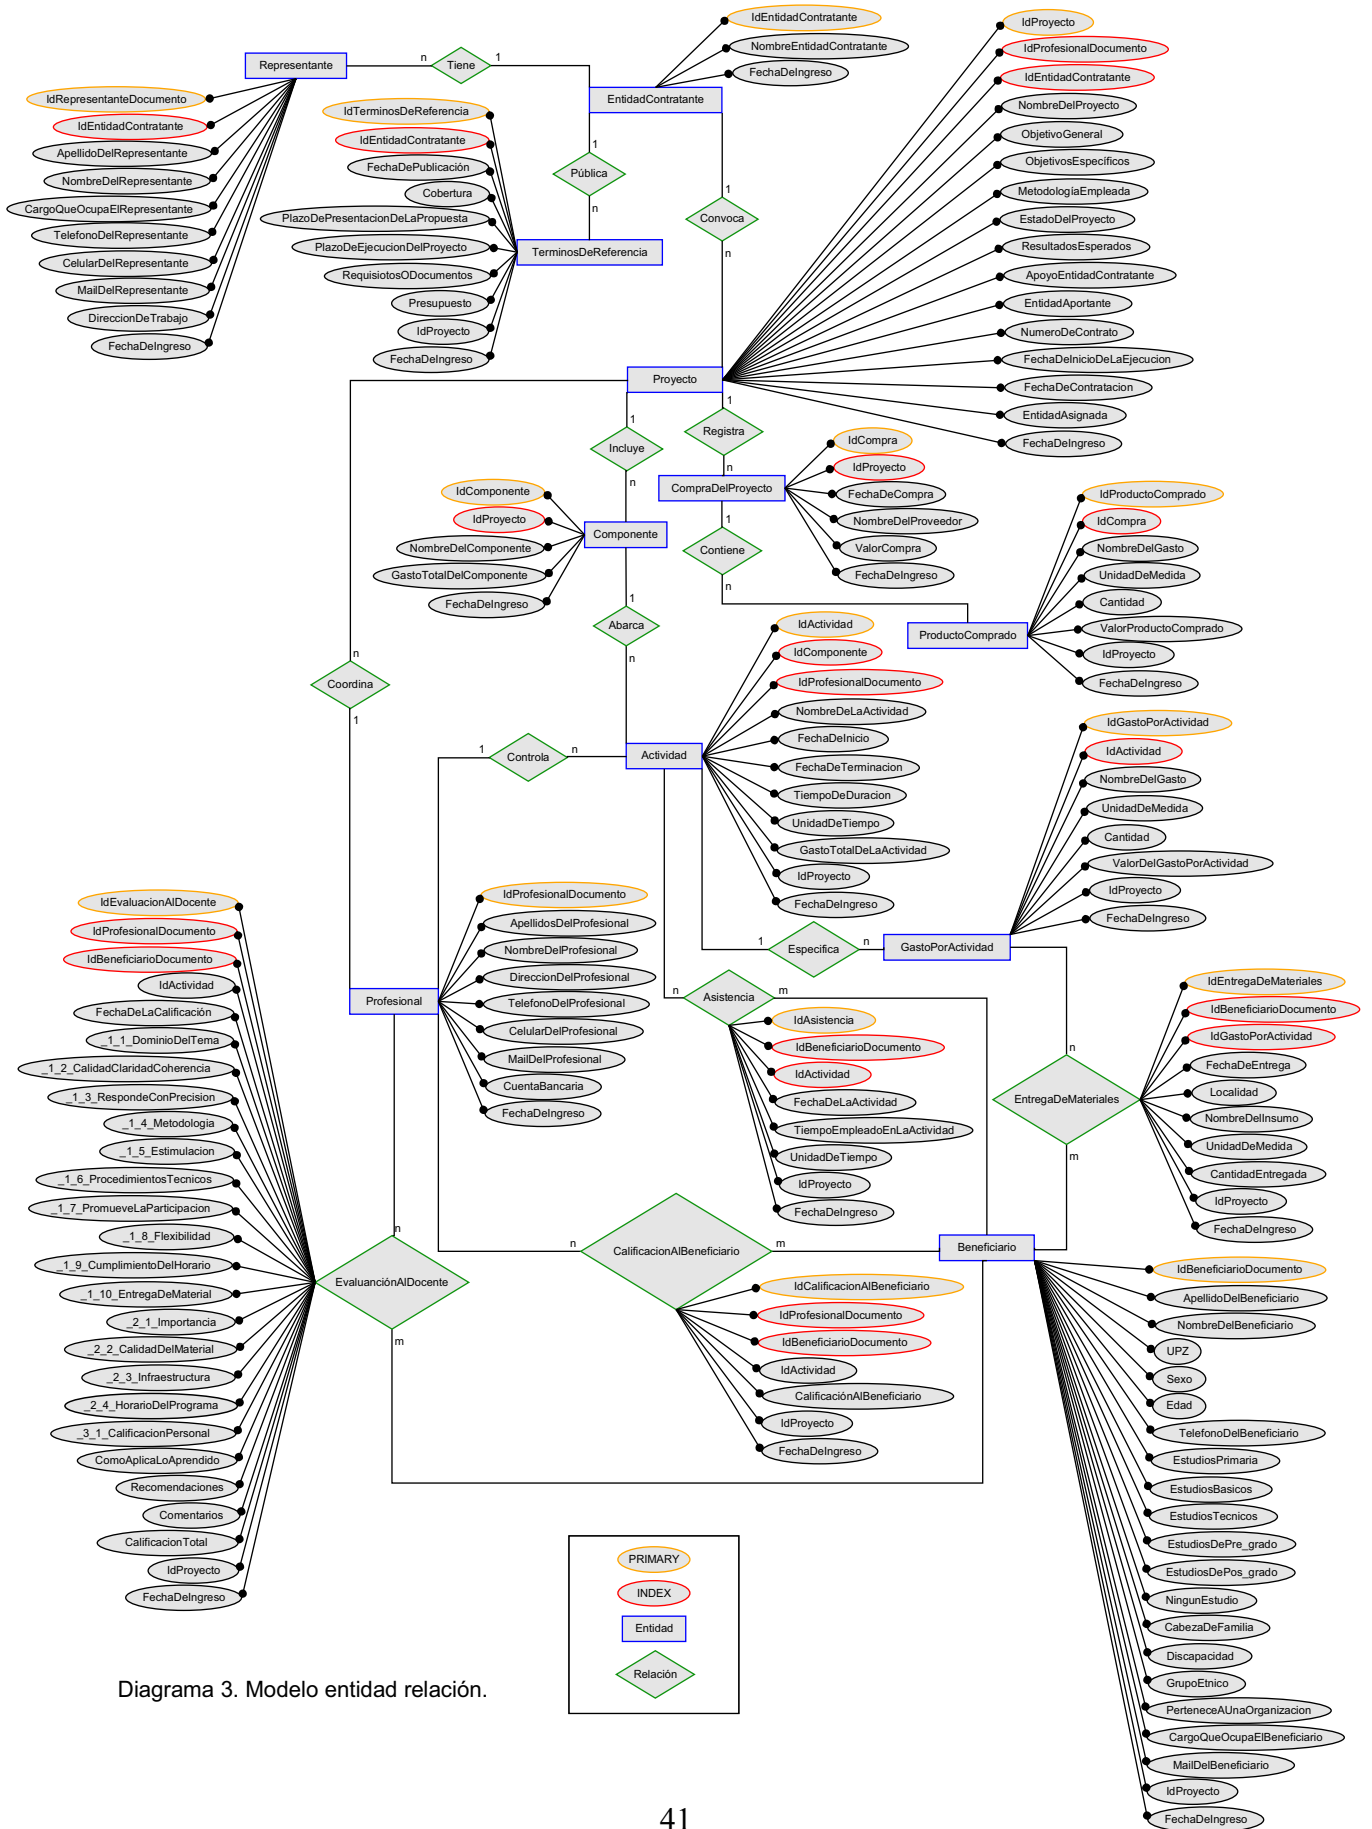 Representante
n
Tiene
1
IdEntidadContratante
NombreEntidadContratante
FechaDeIngreso
EntidadContratante
IdRepresentanteDocumento
IdEntidadContratante
ApellidoDelRepresentante
NombreDelRepresentante
CargoQueOcupaElRepresentante
TelefonoDelRepresentante
CelularDelRepresentante
MailDelRepresentante
DireccionDeTrabajo
FechaDeIngreso
IdTerminosDeReferencia
IdEntidadContratante
FechaDePublicación
Cobertura
PlazoDePresentacionDeLaPropuesta
PlazoDeEjecucionDelProyecto
RequisiotosODocumentos
Presupuesto
IdProyecto
FechaDeIngreso
1
Pública
n
TerminosDeReferencia
1
Convoca
n
IdProyecto
IdProfesionalDocumento
IdEntidadContratante
NombreDelProyecto
ObjetivoGeneral
ObjetivosEspecíficos
MetodologíaEmpleada
EstadoDelProyecto
ResultadosEsperados
ApoyoEntidadContratante
EntidadAportante
NumeroDeContrato
FechaDeInicioDeLaEjecucion
FechaDeContratacion
EntidadAsignada
FechaDeIngreso
Proyecto
1
Incluye
n
1
Registra
n
CompraDelProyecto
IdCompra
IdProyecto
FechaDeCompra
NombreDelProveedor
ValorCompra
FechaDeIngreso
1
Contiene
n
IdComponente
IdProyecto
NombreDelComponente
GastoTotalDelComponente
FechaDeIngreso
Componente
1
Abarca
n
ProductoComprado
IdProductoComprado
IdCompra
NombreDelGasto
UnidadDeMedida
Cantidad
ValorProductoComprado
IdProyecto
FechaDeIngreso
n
Coordina
1
1
Controla
n
Actividad
IdActividad
IdComponente
IdProfesionalDocumento
NombreDeLaActividad
FechaDeInicio
FechaDeTerminacion
TiempoDeDuracion
UnidadDeTiempo
GastoTotalDeLaActividad
IdProyecto
FechaDeIngreso
IdGastoPorActividad
IdActividad
NombreDelGasto
UnidadDeMedida
Cantidad
ValorDelGastoPorActividad
IdProyecto
FechaDeIngreso
1
Especifica
n
GastoPorActividad
Profesional
IdProfesionalDocumento
ApellidosDelProfesional
NombreDelProfesional
DireccionDelProfesional
TelefonoDelProfesional
CelularDelProfesional
MailDelProfesional
CuentaBancaria
FechaDeIngreso
n
Asistencia
m
IdAsistencia
IdBeneficiarioDocumento
IdActividad
FechaDeLaActividad
TiempoEmpleadoEnLaActividad
UnidadDeTiempo
IdProyecto
FechaDeIngreso
n
EntregaDeMateriales
m
IdEntregaDeMateriales
IdBeneficiarioDocumento
IdGastoPorActividad
FechaDeEntrega
Localidad
NombreDelInsumo
UnidadDeMedida
CantidadEntregada
IdProyecto
FechaDeIngreso
IdEvaluacionAlDocente
IdProfesionalDocumento
IdBeneficiarioDocumento
IdActividad
FechaDeLaCalificación
_1_1_DominioDelTema
_1_2_CalidadClaridadCoherencia
_1_3_RespondeConPrecision
_1_4_Metodologia
_1_5_Estimulacion
_1_6_ProcedimientosTecnicos
_1_7_PromueveLaParticipacion
_1_8_Flexibilidad
_1_9_CumplimientoDelHorario
_1_10_EntregaDeMaterial
_2_1_Importancia
_2_2_CalidadDelMaterial
_2_3_Infraestructura
_2_4_HorarioDelPrograma
_3_1_CalificacionPersonal
ComoAplicaLoAprendido
Recomendaciones
Comentarios
CalificacionTotal
IdProyecto
FechaDeIngreso
n
EvaluanciónAlDocente
m
n
CalificacionAlBeneficiario
m
IdCalificacionAlBeneficiario
IdProfesionalDocumento
IdBeneficiarioDocumento
IdActividad
CalificaciónAlBeneficiario
IdProyecto
FechaDeIngreso
Beneficiario
IdBeneficiarioDocumento
ApellidoDelBeneficiario
NombreDelBeneficiario
UPZ
Sexo
Edad
TelefonoDelBeneficiario
EstudiosPrimaria
EstudiosBasicos
EstudiosTecnicos
EstudiosDePre_grado
EstudiosDePos_grado
NingunEstudio
CabezaDeFamilia
Discapacidad
GrupoEtnico
PerteneceAUnaOrganizacion
CargoQueOcupaElBeneficiario
MailDelBeneficiario
IdProyecto
FechaDeIngreso
PRIMARY
INDEX
Entidad
Relación
Diagrama 3. Modelo entidad relación.
41